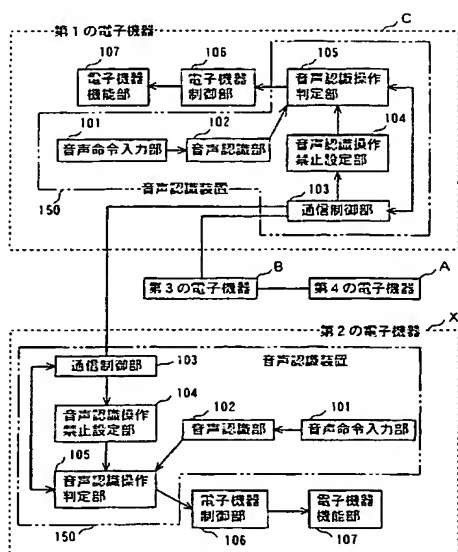 C
第1の電子機器
107
106
105
電子機器
機能部
電子機器
制御部
音声認識操作
判定部
101
102
104
音声命令入力部
音声認識部
音声認識操作
禁止設定部
103
150
音声認識装置
通信制御部
B
A
第3の電子機器
第4の電子機器
X
第2の電子機器
通信制御部
103
音声認識装置
104
102
101
音声認識操作
禁止設定部
音声認識部
音声命令入力部
105
音声認識操作
判定部
電子機器
制御部
電子機器
機能部
150
106
107